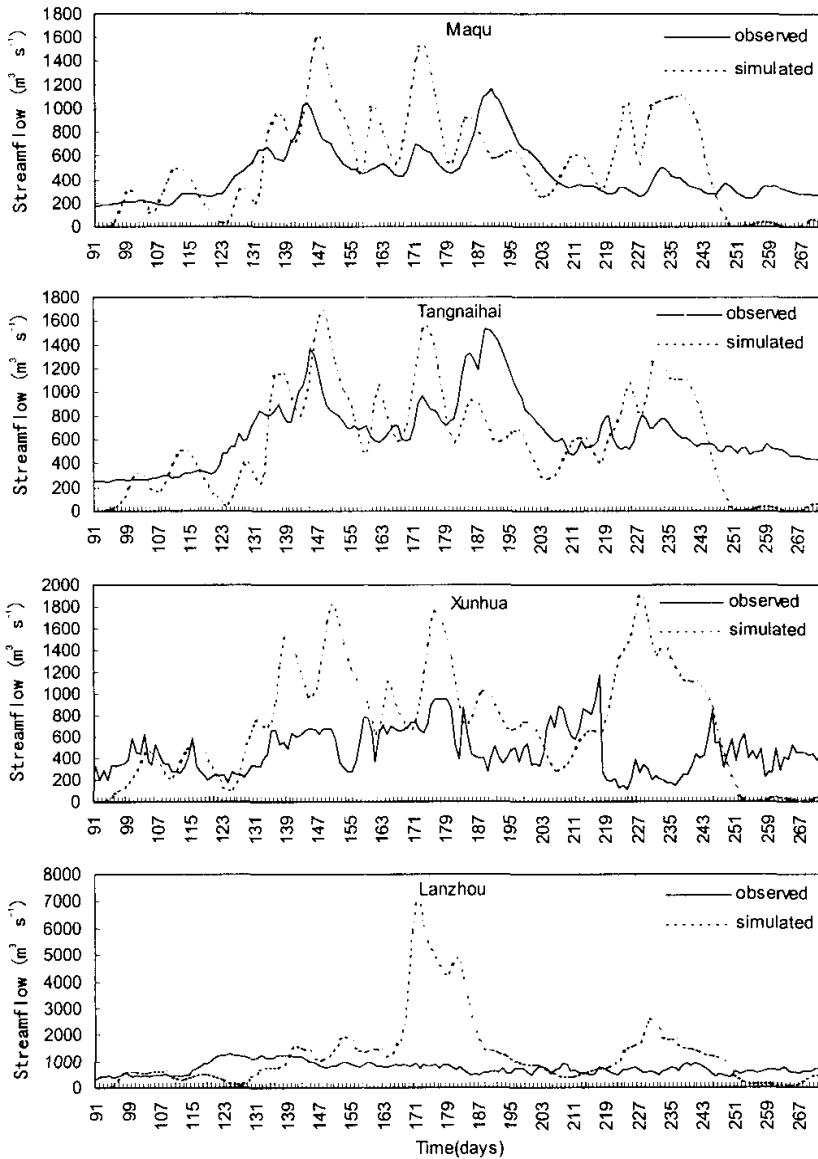 Maqu
observed
simulated
Streamflow (m³ s⁻¹)
1800
1600
1400
1200
1000
800
600
400
200
0
91 99 107 115 123 131 139 147 155 163 171 179 187 195 203 211 219 227 235 243 251 259 267
Tangnaihai
observed
simulated
Streamflow (m³ s⁻¹)
1800
1600
1400
1200
1000
800
600
400
200
0
91 99 107 115 123 131 139 147 155 163 171 179 187 195 203 211 219 227 235 243 251 259 267
Xunhua
observed
simulated
Streamflow (m³ s⁻¹)
2000
1800
1600
1400
1200
1000
800
600
400
200
0
91 99 107 115 123 131 139 147 155 163 171 179 187 195 203 211 219 227 235 243 251 259 267
Lanzhou
observed
simulated
Streamflow (m³ s⁻¹)
8000
7000
6000
5000
4000
3000
2000
1000
0
91 99 107 115 123 131 139 147 155 163 171 179 187 195 203 211 219 227 235 243 251 259 267
Time(days)